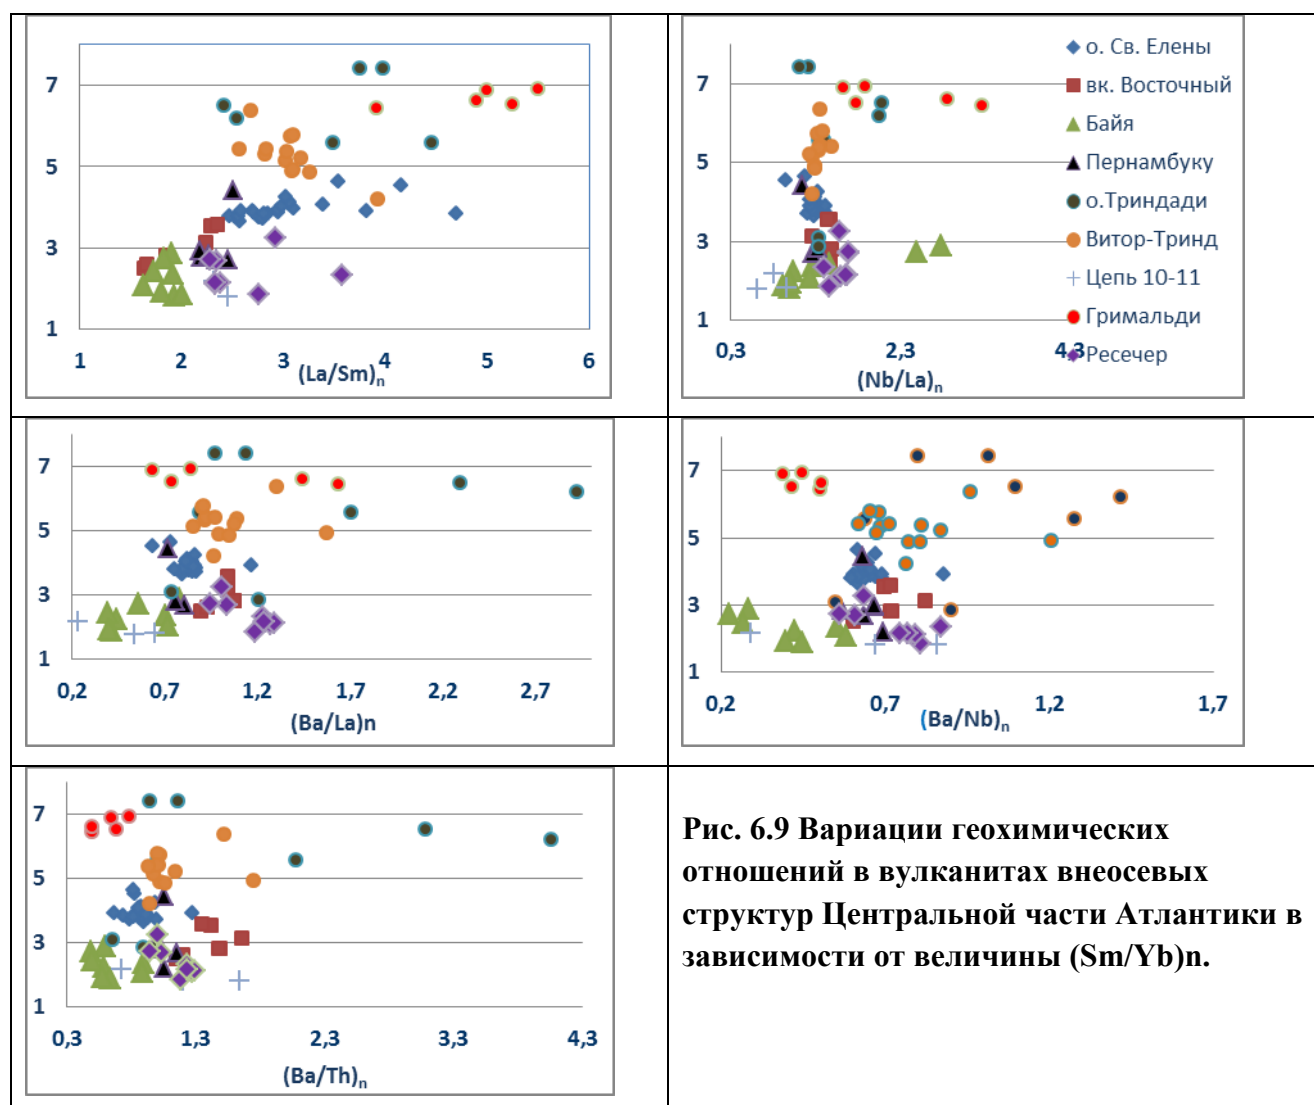 7
5
3
1
1 2 3 4 5 6
(La/Sm)n
7
5
3
1
0,3 2,3 4,3
(Nb/La)n
о. Св. Елены
вк. Восточный
Байя
Пернамбуку
о.Триндади
Витор-Тринд
Цепь 10-11
Гримальди
Ресечер
7
5
3
1
0,2 0,7 1,2 1,7 2,2 2,7
(Ba/La)n
7
5
3
1
0,2 0,7 1,2 1,7
(Ba/Nb)n
7
5
3
1
0,3 1,3 2,3 3,3 4,3
(Ba/Th)n
Рис. 6.9 Вариации геохимических
отношений в вулканитах внеосевых
структур Центральной части Атлантики в
зависимости от величины (Sm/Yb)n.